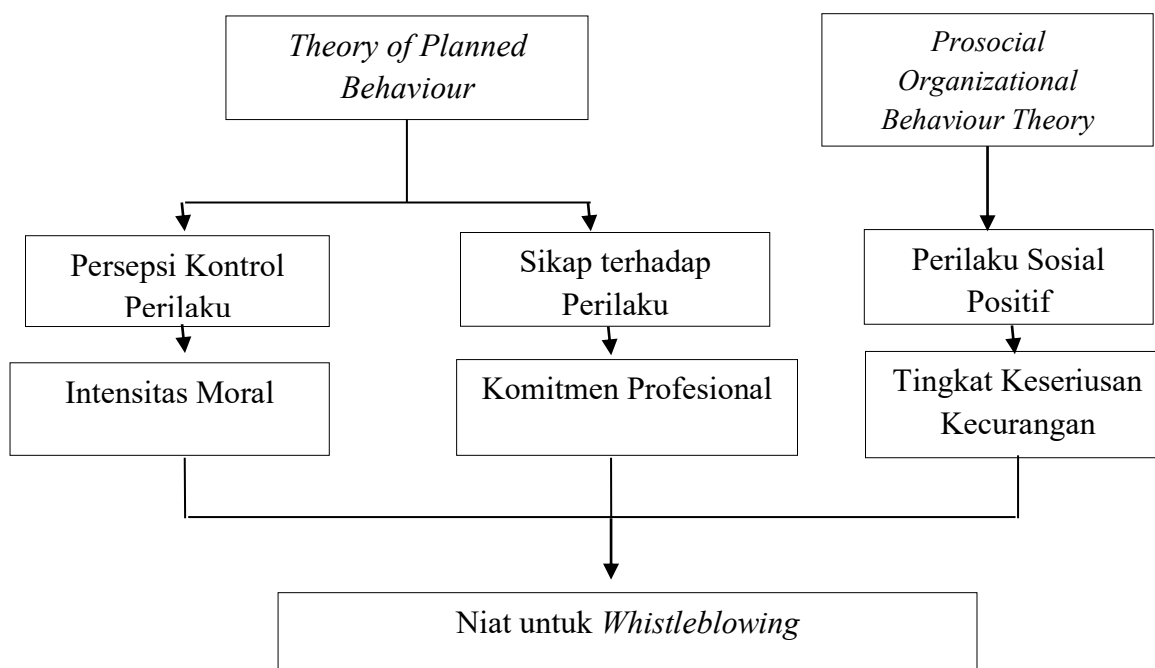 Theory of Planned
Behaviour
Prosocial
Organizational
Behaviour Theory
Persepsi Kontrol
Perilaku
Sikap terhadap
Perilaku
Perilaku Sosial
Positif
Intensitas Moral
Komitmen Profesional
Tingkat Keseriusan
Kecurangan
Niat untuk Whistleblowing